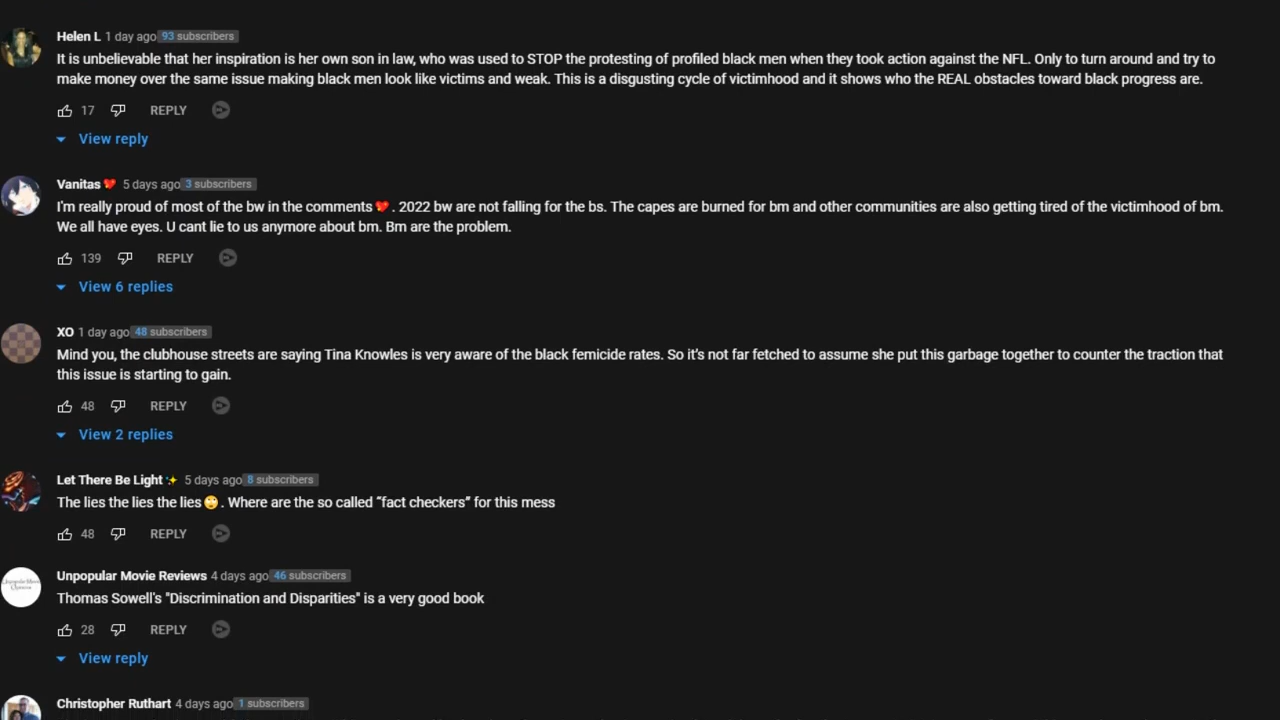 Helen L 1 day ago 93 subscribers
It is unbelievable that her inspiration is her own son in law, who was used to STOP the protesting of profiled black men when they took action against the NFL. Only to turn around and try to
make money over the same issue making black men look like victims and weak. This is a disgusting cycle of victimhood and it shows who the REAL obstacles toward black progress are.
17 REPLY
View reply
Vanitas❤ 5 days ago 3 subscribers
I'm really proud of most of the bw in the comments❤. 2022 bw are not falling for the bs. The capes are burned for bm and other communities are also getting tired of the victimhood of bm.
We all have eyes. U cant lie to us anymore about bm. Bm are the problem.
139 REPLY
View 6 replies
XO 1 day ago 48 subscribers
Mind you, the clubhouse streets are saying Tina Knowles is very aware of the black femicide rates. So it's not far fetched to assume she put this garbage together to counter the traction that
this issue is starting to gain.
48 REPLY
View 2 replies
Let There Be Light✨ 5 days ago 8 subscribers
The lies the lies the lies🙄. Where are the so called “fact checkers” for this mess
48 REPLY
Unpopular Movie Reviews 4 days ago 46 subscribers
Thomas Sowell's "Discrimination and Disparities" is a very good book
28 REPLY
View reply
Christopher Ruthart 4 days ago 1 subscribers